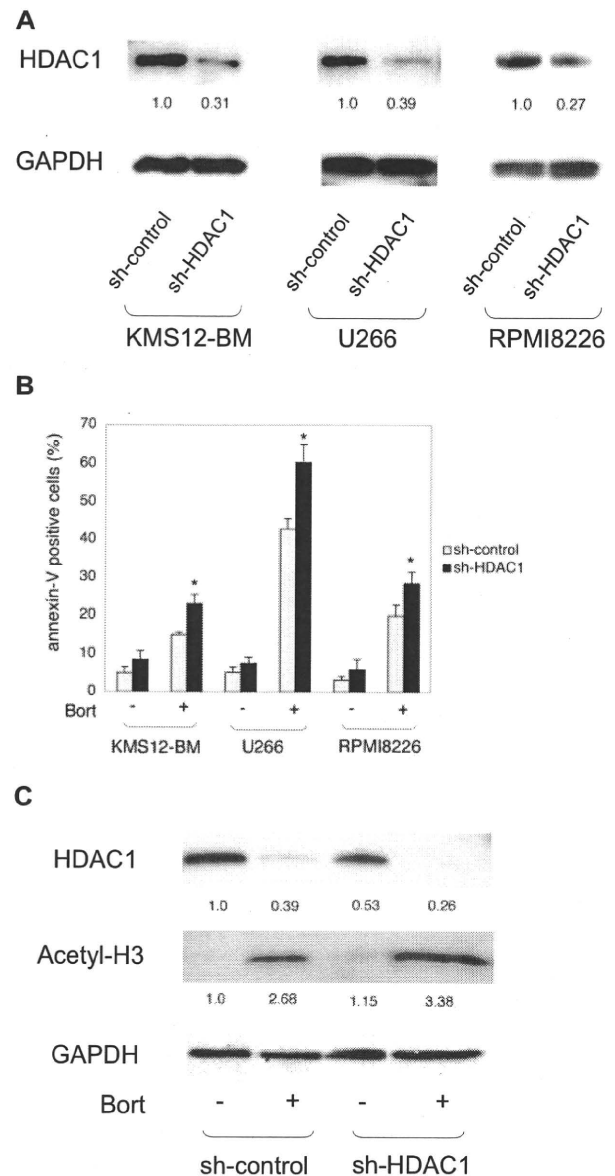 A
HDAC1
1.0 0.31 1.0 0.39 1.0 0.27
GAPDH
sh-control sh-HDAC1 sh-control sh-HDAC1 sh-control sh-HDAC1
KMS12-BM U266 RPMI8226
B
annexin-V positive cells (%)
70
60
50
40
30
20
10
0
* * *
sh-control
sh-HDAC1
Bort - + - + - +
KMS12-BM U266 RPMI8226
C
HDAC1
1.0 0.39 0.53 0.26
Acetyl-H3
1.0 2.68 1.15 3.38
GAPDH
Bort - + - +
sh-control sh-HDAC1